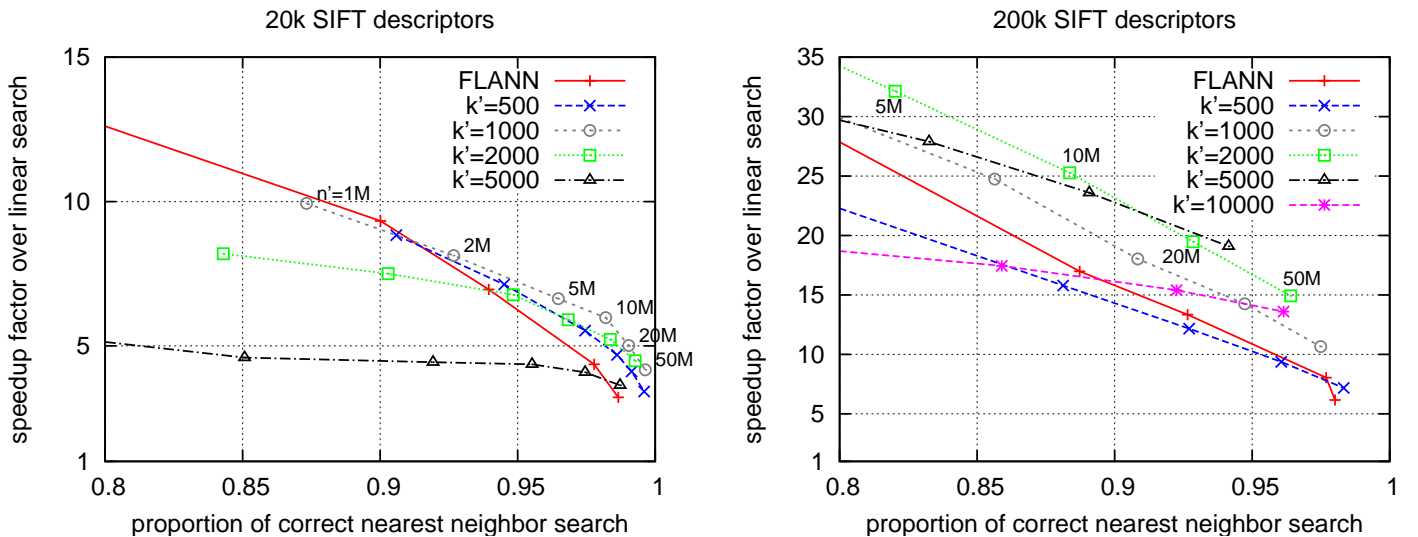 20k SIFT descriptors
speedup factor over linear search
15
10
5
1
0.8
0.85
0.9
0.95
1
proportion of correct nearest neighbor search
FLANN
k'=500
k'=1000
k'=2000
k'=5000
n'=1M
2M
5M
10M
20M
50M
200k SIFT descriptors
speedup factor over linear search
35
30
25
20
15
10
5
1
0.8
0.85
0.9
0.95
1
proportion of correct nearest neighbor search
FLANN
k'=500
k'=1000
k'=2000
k'=5000
k'=10000
5M
10M
20M
50M